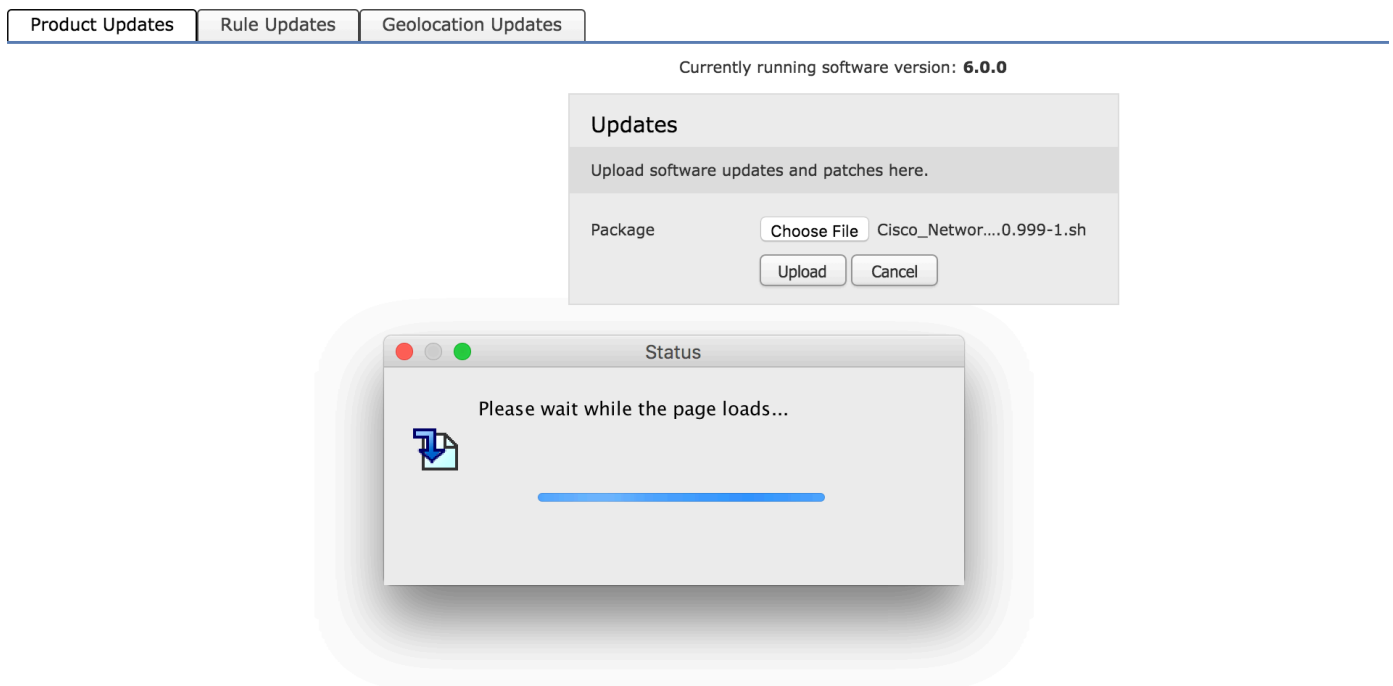 Product Updates Rule Updates Geolocation Updates
Currently running software version: 6.0.0
Updates
Upload software updates and patches here.
Package Choose File Cisco_Networ....0.999-1.sh
Upload Cancel
Status
Please wait while the page loads...